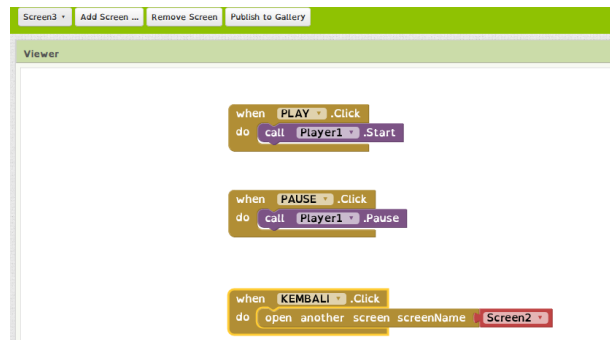 Screen3 Add Screen ... Remove Screen Publish to Gallery
Viewer
when PLAY .Click
do call Player1 .Start
when PAUSE .Click
do call Player1 .Pause
when KEMBALI .Click
do open another screen screenName Screen2